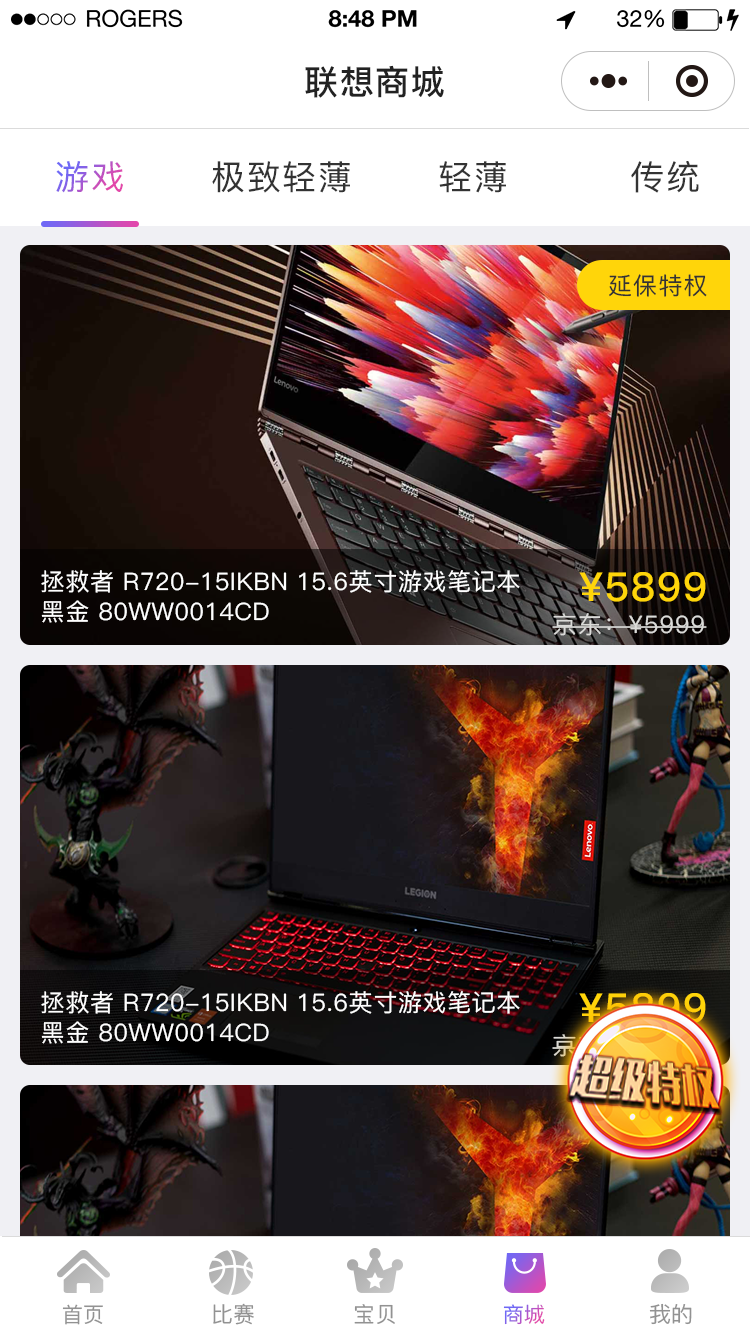 ROGERS
8:48 PM
32%
联想商城
游戏
极致轻薄
轻薄
传统
延保特权
Lenovo
拯救者 R720-15IKBN 15.6英寸游戏笔记本
黑金 80WW0014CD
¥5899
京东：¥5999
Lenovo
LEGION
拯救者 R720-15IKBN 15.6英寸游戏笔记本
黑金 80WW0014CD
¥5899
京
超级特权
首页
比赛
宝贝
商城
我的